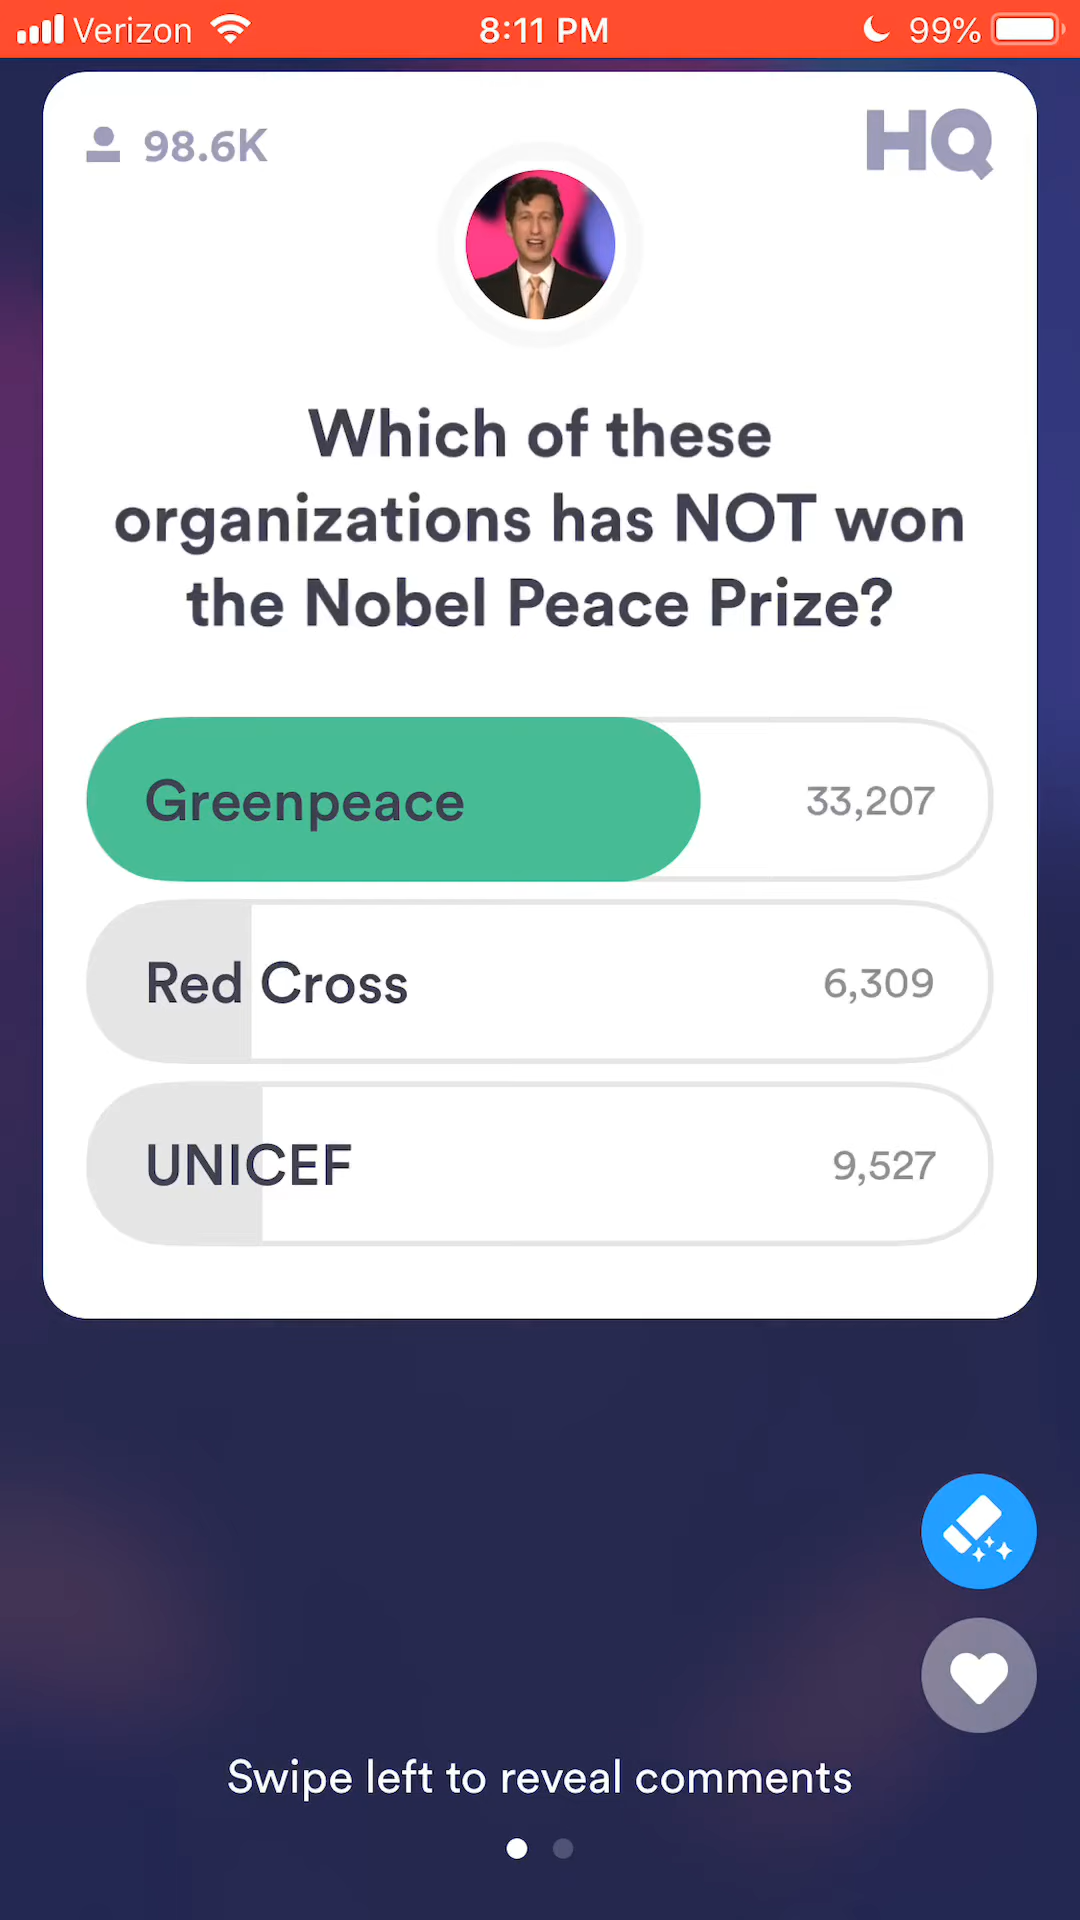 Verizon 8:11 PM 99%
98.6K HQ
Which of these
organizations has NOT won
the Nobel Peace Prize?
Greenpeace 33,207
Red Cross 6,309
UNICEF 9,527
Swipe left to reveal comments